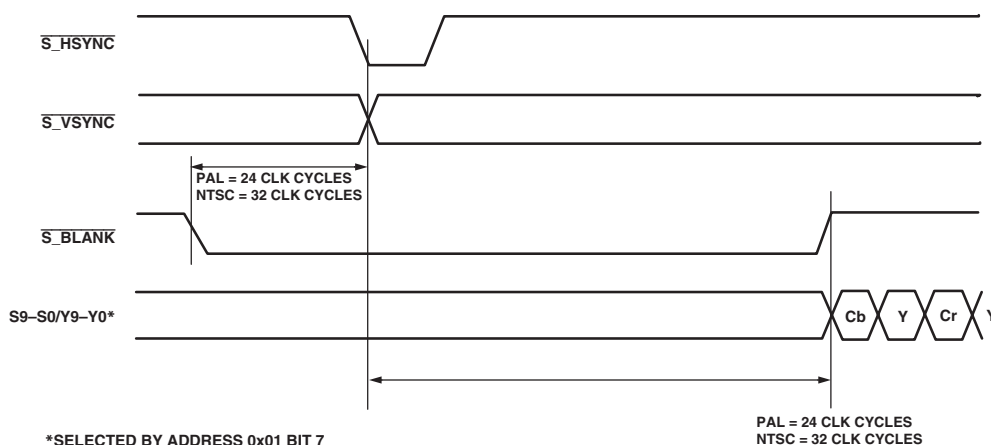 S_HSYNC
S_VSYNC
PAL = 24 CLK CYCLES
NTSC = 32 CLK CYCLES
S_BLANK
S9–S0/Y9–Y0*
Cb Y Cr Y
PAL = 24 CLK CYCLES
NTSC = 32 CLK CYCLES
*SELECTED BY ADDRESS 0x01 BIT 7